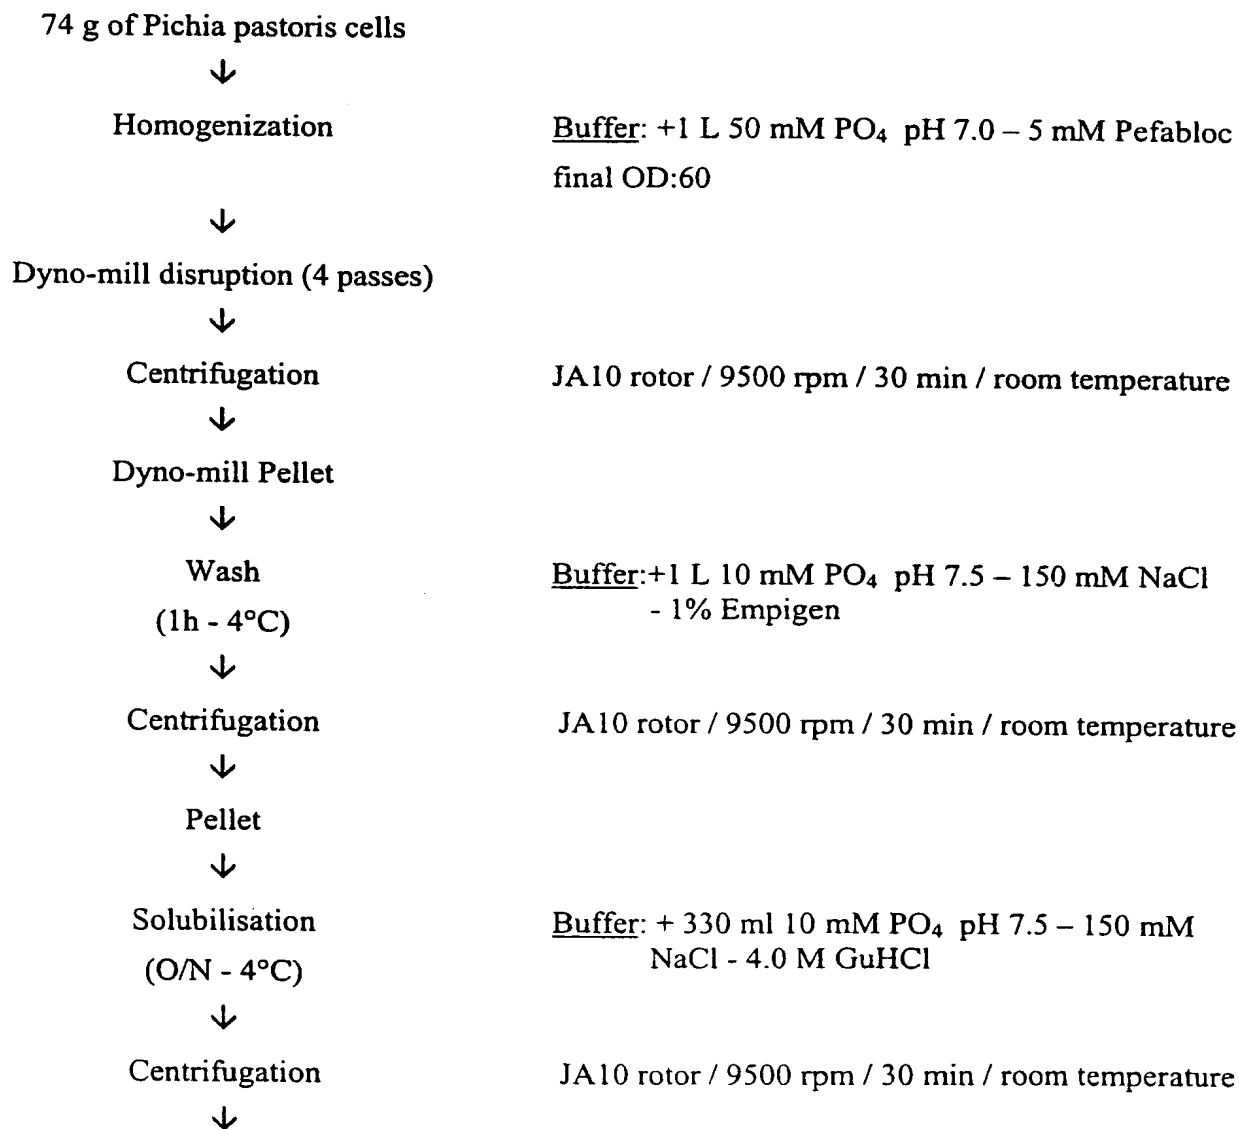 74 g of Pichia pastoris cells
↓
Homogenization Buffer: +1 L 50 mM PO₄ pH 7.0 – 5 mM Pefabloc
final OD:60
↓
Dyno-mill disruption (4 passes)
↓
Centrifugation JA10 rotor / 9500 rpm / 30 min / room temperature
↓
Dyno-mill Pellet
↓
Wash Buffer:+1 L 10 mM PO₄ pH 7.5 – 150 mM NaCl
(1h - 4°C) - 1% Empigen
↓
Centrifugation JA10 rotor / 9500 rpm / 30 min / room temperature
↓
Pellet
↓
Solubilisation Buffer: + 330 ml 10 mM PO₄ pH 7.5 – 150 mM
(O/N - 4°C) NaCl - 4.0 M GuHCl
↓
Centrifugation JA10 rotor / 9500 rpm / 30 min / room temperature
↓